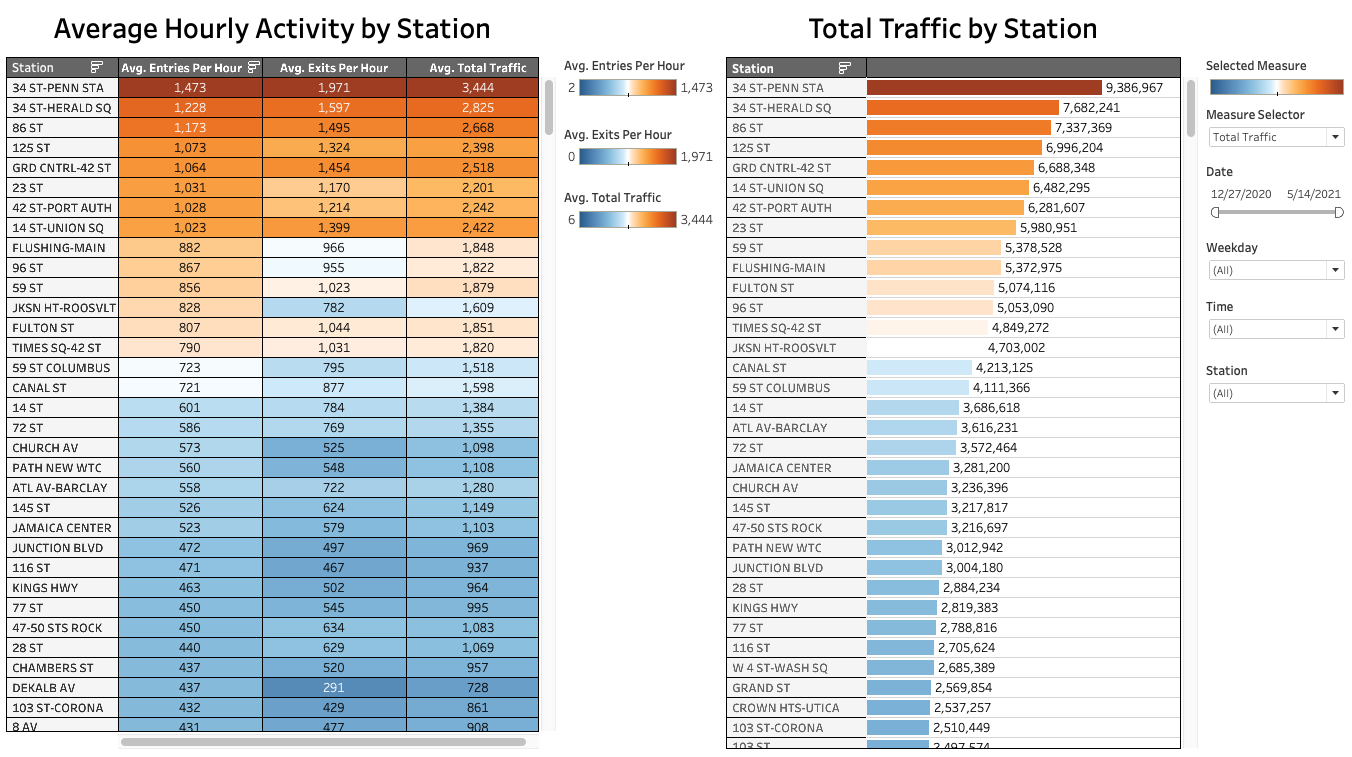 Average Hourly Activity by Station
Station Avg. Entries Per Hour Avg. Exits Per Hour Avg. Total Traffic
34 ST-PENN STA 1,473 1,971 3,444
34 ST-HERALD SQ 1,228 1,597 2,825
86 ST 1,173 1,495 2,668
125 ST 1,073 1,324 2,398
GRD CNTRL-42 ST 1,064 1,454 2,518
23 ST 1,031 1,170 2,201
42 ST-PORT AUTH 1,028 1,214 2,242
14 ST-UNION SQ 1,023 1,399 2,422
FLUSHING-MAIN 882 966 1,848
96 ST 867 955 1,822
59 ST 856 1,023 1,879
JKSN HT-ROOSVLT 828 782 1,609
FULTON ST 807 1,044 1,851
TIMES SQ-42 ST 790 1,031 1,820
59 ST COLUMBUS 723 795 1,518
CANAL ST 721 877 1,598
14 ST 601 784 1,384
72 ST 586 769 1,355
CHURCH AV 573 525 1,098
PATH NEW WTC 560 548 1,108
ATL AV-BARCLAY 558 722 1,280
145 ST 526 624 1,149
JAMAICA CENTER 523 579 1,103
JUNCTION BLVD 472 497 969
116 ST 471 467 937
KINGS HWY 463 502 964
77 ST 450 545 995
47-50 STS ROCK 450 634 1,083
28 ST 440 629 1,069
CHAMBERS ST 437 520 957
DEKALB AV 437 291 728
103 ST-CORONA 432 429 861
8 AV 431 477 908
Avg. Entries Per Hour
2 1,473
Avg. Exits Per Hour
0 1,971
Avg. Total Traffic
6 3,444
Total Traffic by Station
Station
34 ST-PENN STA 9,386,967
34 ST-HERALD SQ 7,682,241
86 ST 7,337,369
125 ST 6,996,204
GRD CNTRL-42 ST 6,688,348
14 ST-UNION SQ 6,482,295
42 ST-PORT AUTH 6,281,607
23 ST 5,980,951
59 ST 5,378,528
FLUSHING-MAIN 5,372,975
FULTON ST 5,074,116
96 ST 5,053,090
TIMES SQ-42 ST 4,849,272
JKSN HT-ROOSVLT 4,703,002
CANAL ST 4,213,125
59 ST COLUMBUS 4,111,366
14 ST 3,686,618
ATL AV-BARCLAY 3,616,231
72 ST 3,572,464
JAMAICA CENTER 3,281,200
CHURCH AV 3,236,396
145 ST 3,217,817
47-50 STS ROCK 3,216,697
PATH NEW WTC 3,012,942
JUNCTION BLVD 3,004,180
28 ST 2,884,234
KINGS HWY 2,819,383
77 ST 2,788,816
116 ST 2,705,624
W 4 ST-WASH SQ 2,685,389
GRAND ST 2,569,854
CROWN HTS-UTICA 2,537,257
103 ST-CORONA 2,510,449
103 ST 2,497,574
Selected Measure
Measure Selector
Total Traffic
Date
12/27/2020 5/14/2021
Weekday
(All)
Time
(All)
Station
(All)